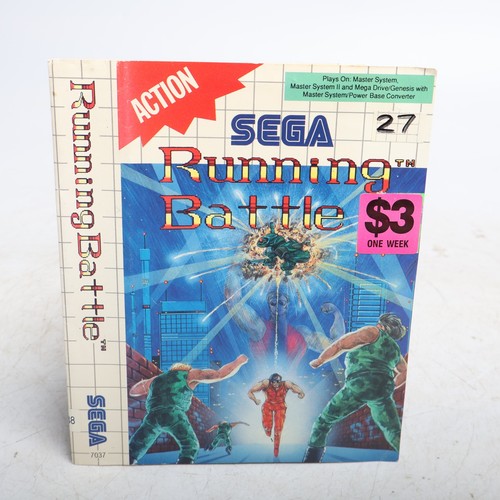 Running Battle™
8
SEGA
7037
ACTION
Plays On: Master System,
Master System II and Mega Drive/Genesis with
Master System/Power Base Converter
SEGA
27
Running™
Battle
$3
ONE WEEK